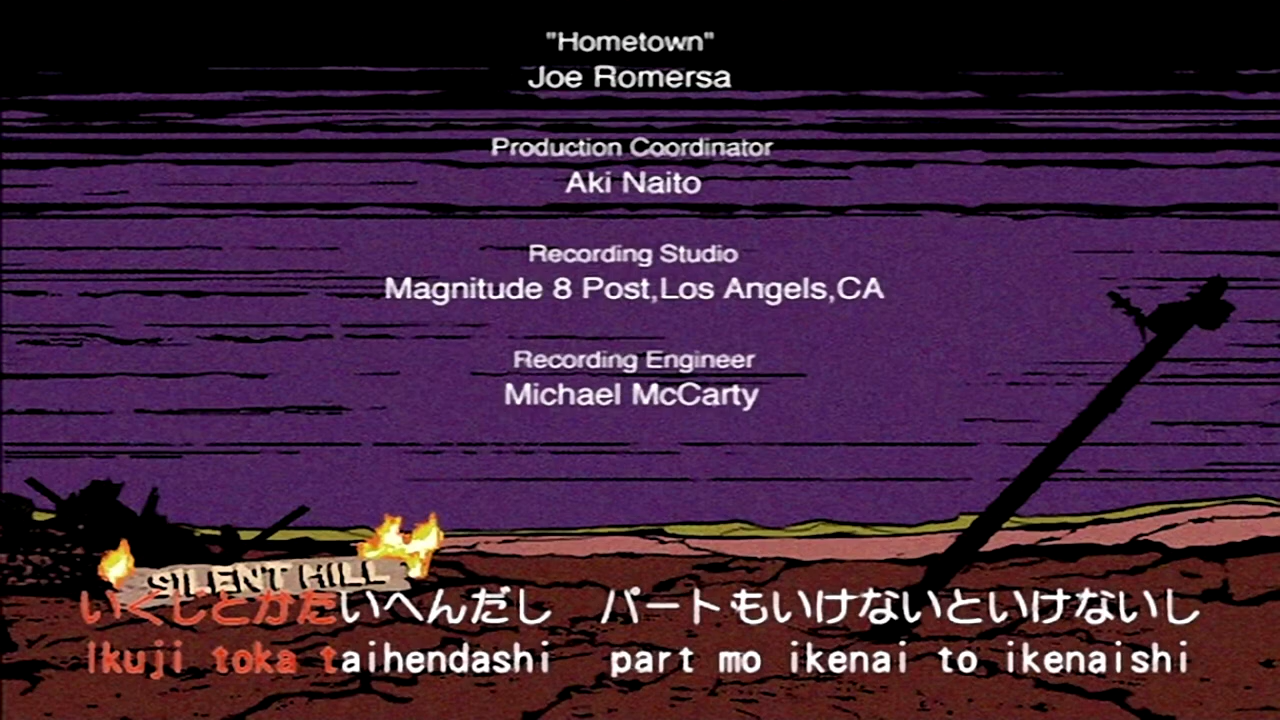 "Hometown"
Joe Romersa
Production Coordinator
Aki Naito
Recording Studio
Magnitude 8 Post,Los Angels,CA
Recording Engineer
Michael McCarty
SILENT HILL
いくじとかたいへんだし パートもいけないといけないし
Ikuji toka taihendashi part mo ikenai to ikenaishi